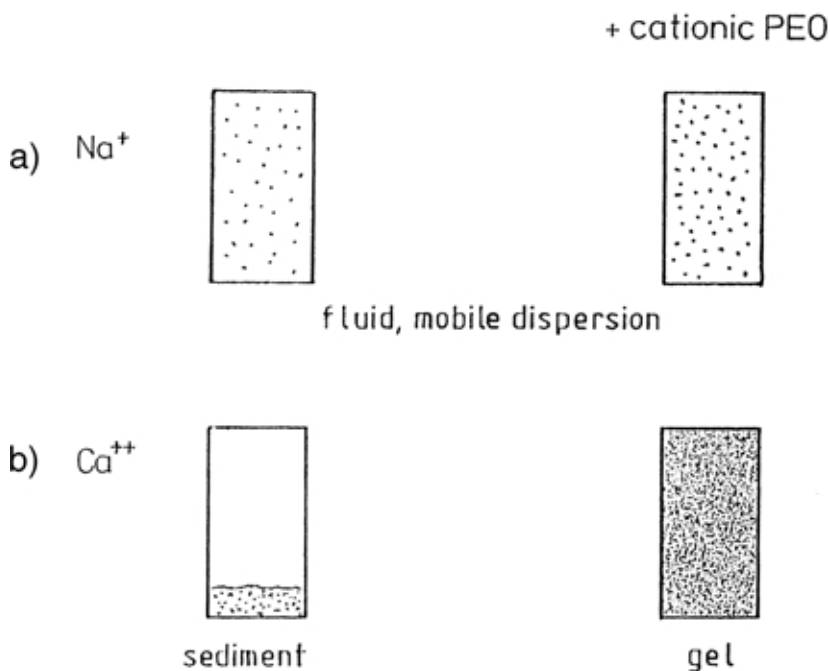 + cationic PEO
a) Na⁺
fluid, mobile dispersion
b) Ca⁺⁺
sediment gel